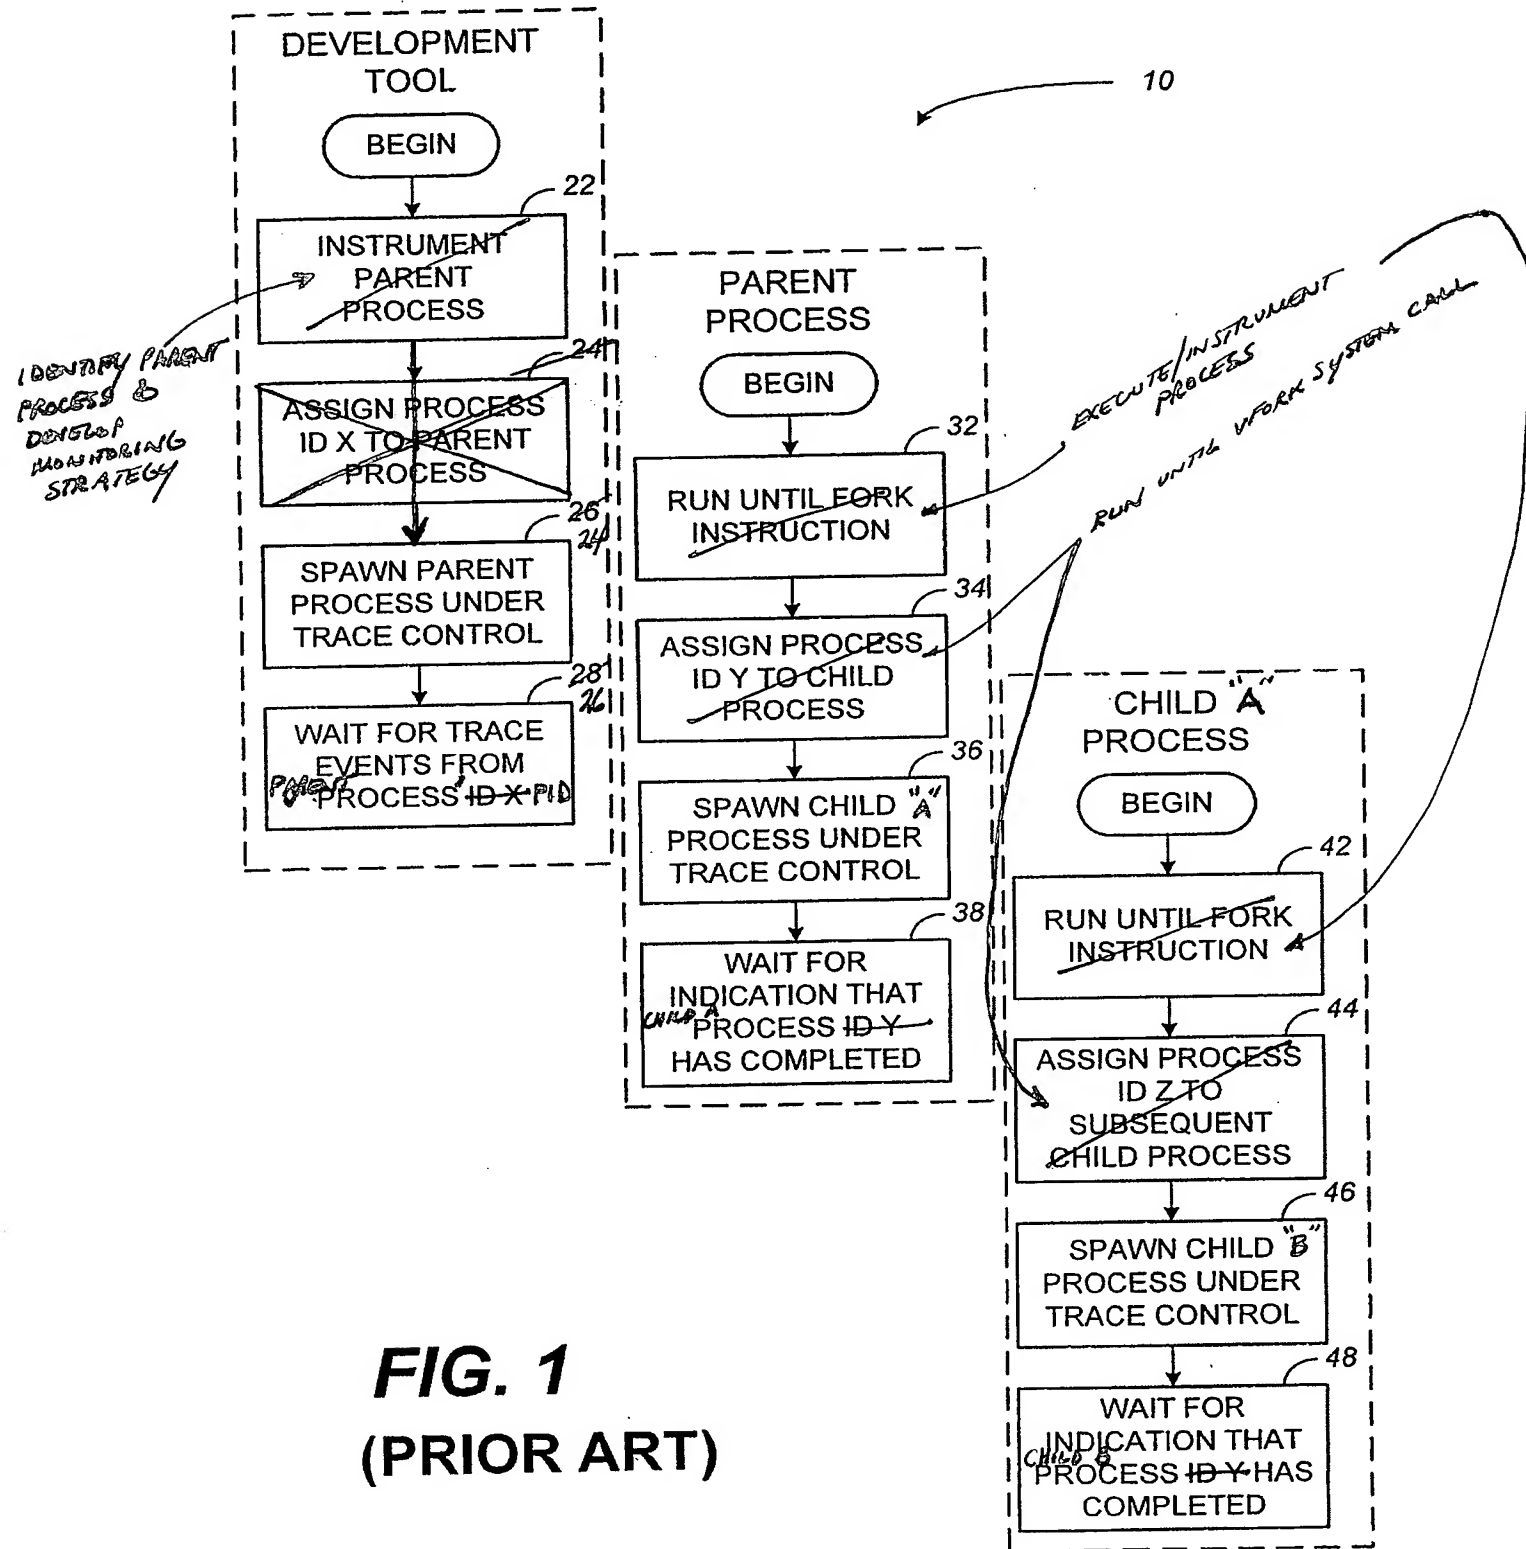 DEVELOPMENT
TOOL
BEGIN
22
INSTRUMENT
PARENT
PROCESS
IDENTIFY PARENT
PROCESS &
DEVELOP
MONITORING
STRATEGY
24
ASSIGN PROCESS
ID X TO PARENT
PROCESS
26
24
SPAWN PARENT
PROCESS UNDER
TRACE CONTROL
28
26
WAIT FOR TRACE
EVENTS FROM
PARENT
PROCESS ID X PID
10
PARENT
PROCESS
BEGIN
32
RUN UNTIL FORK
INSTRUCTION
EXECUTE/INSTRUMENT
PROCESS
RUN UNTIL VFORK SYSTEM CALL
34
ASSIGN PROCESS
ID Y TO CHILD
PROCESS
36
SPAWN CHILD "A"
PROCESS UNDER
TRACE CONTROL
38
WAIT FOR
INDICATION THAT
CHILD A
PROCESS ID Y
HAS COMPLETED
CHILD "A"
PROCESS
BEGIN
42
RUN UNTIL FORK
INSTRUCTION
44
ASSIGN PROCESS
ID Z TO
SUBSEQUENT
CHILD PROCESS
46
SPAWN CHILD "B"
PROCESS UNDER
TRACE CONTROL
48
WAIT FOR
INDICATION THAT
CHILD B
PROCESS ID Y HAS
COMPLETED
FIG. 1
(PRIOR ART)